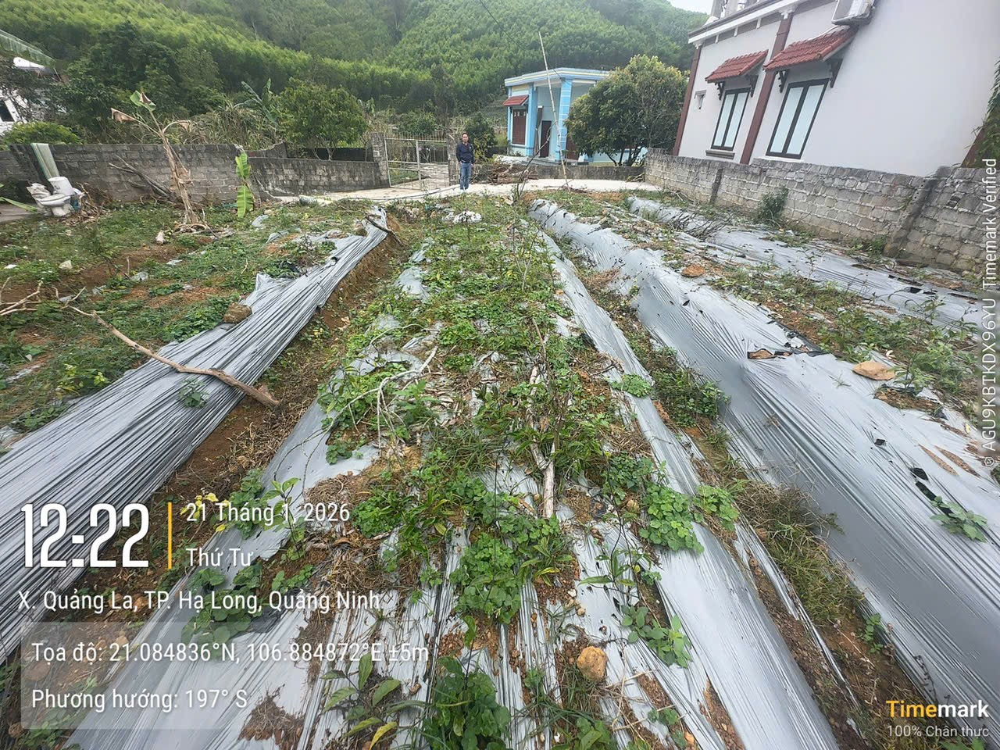 12:22
21 Tháng 1, 2026
Thứ Tư
X. Quảng La, TP. Hạ Long, Quảng Ninh
Tọa độ: 21.084836°N, 106.884872°E ±5m
Phương hướng: 197° S
Timemark
100% Chân thực
© AGU9KBTKDX96YU Timemark Verified